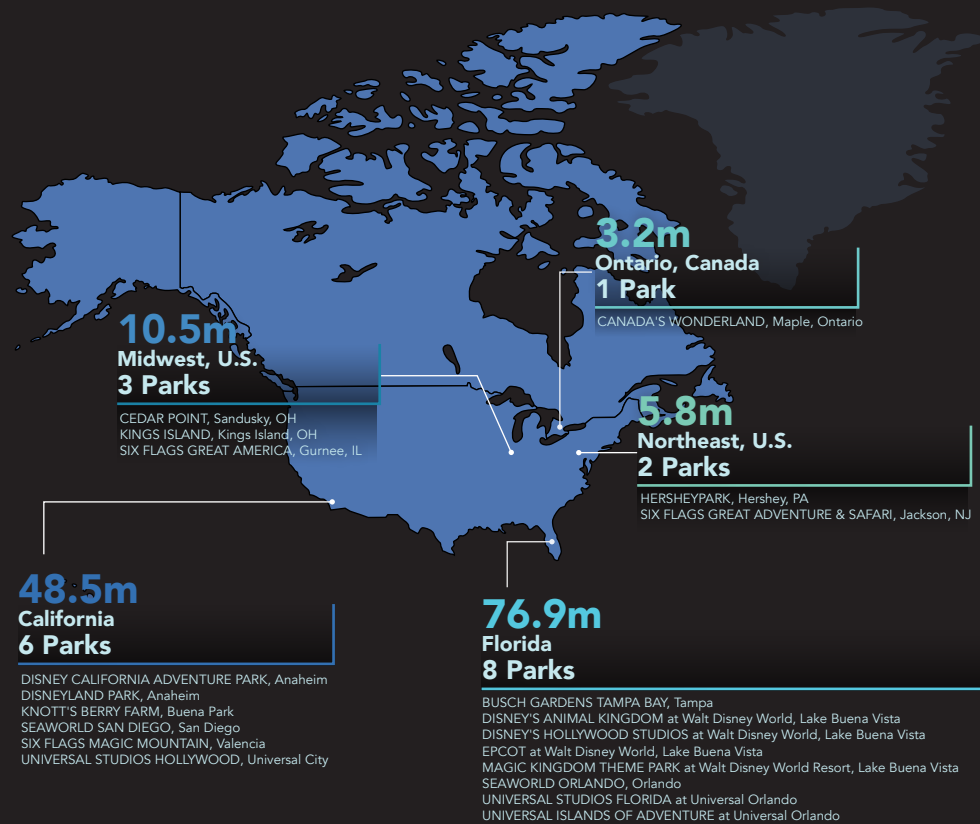 3.2m
Ontario, Canada
1 Park
CANADA'S WONDERLAND, Maple, Ontario
10.5m
Midwest, U.S.
3 Parks
CEDAR POINT, Sandusky, OH
KINGS ISLAND, Kings Island, OH
SIX FLAGS GREAT AMERICA, Gurnee, IL
5.8m
Northeast, U.S.
2 Parks
HERSHEYPARK, Hershey, PA
SIX FLAGS GREAT ADVENTURE & SAFARI, Jackson, NJ
48.5m
California
6 Parks
DISNEY CALIFORNIA ADVENTURE PARK, Anaheim
DISNEYLAND PARK, Anaheim
KNOTT'S BERRY FARM, Buena Park
SEAWORLD SAN DIEGO, San Diego
SIX FLAGS MAGIC MOUNTAIN, Valencia
UNIVERSAL STUDIOS HOLLYWOOD, Universal City
76.9m
Florida
8 Parks
BUSCH GARDENS TAMPA BAY, Tampa
DISNEY'S ANIMAL KINGDOM at Walt Disney World, Lake Buena Vista
DISNEY'S HOLLYWOOD STUDIOS at Walt Disney World, Lake Buena Vista
EPCOT at Walt Disney World, Lake Buena Vista
MAGIC KINGDOM THEME PARK at Walt Disney World Resort, Lake Buena Vista
SEAWORLD ORLANDO, Orlando
UNIVERSAL STUDIOS FLORIDA at Universal Orlando
UNIVERSAL ISLANDS OF ADVENTURE at Universal Orlando